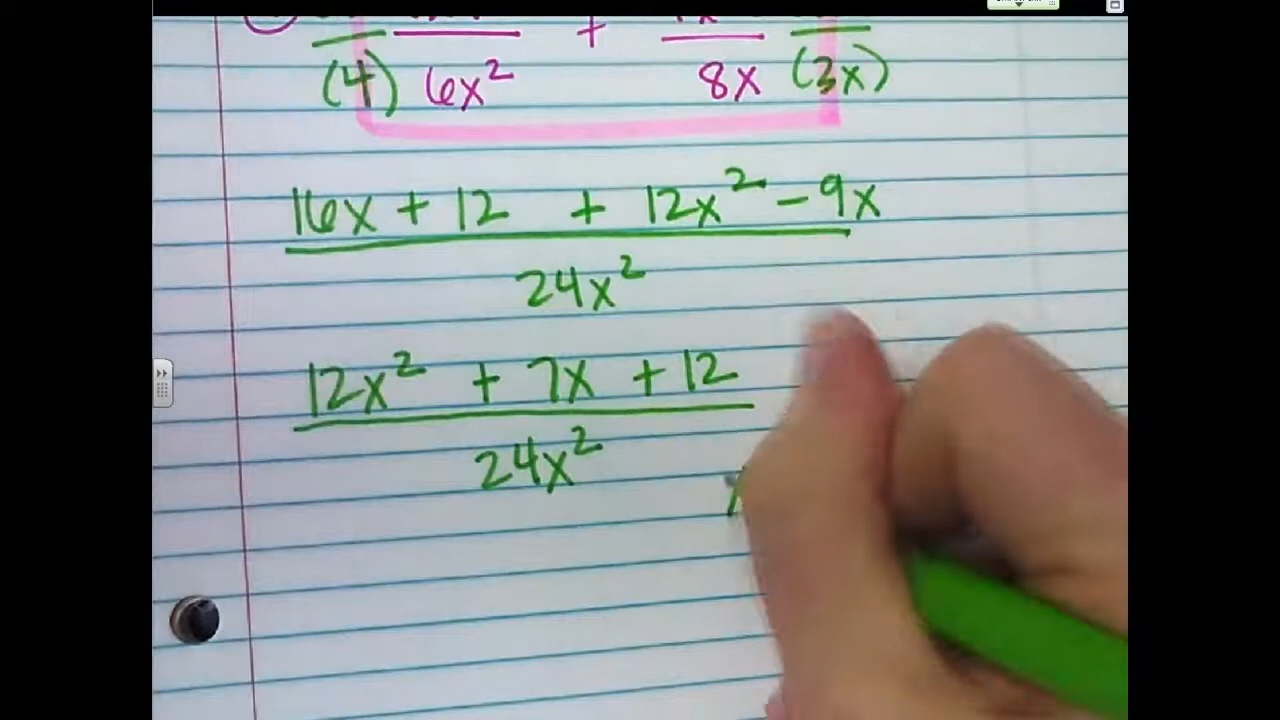 (4) 6x² + 8x (3x)
16x + 12 + 12x² - 9x
24x²
12x² + 7x + 12
24x²